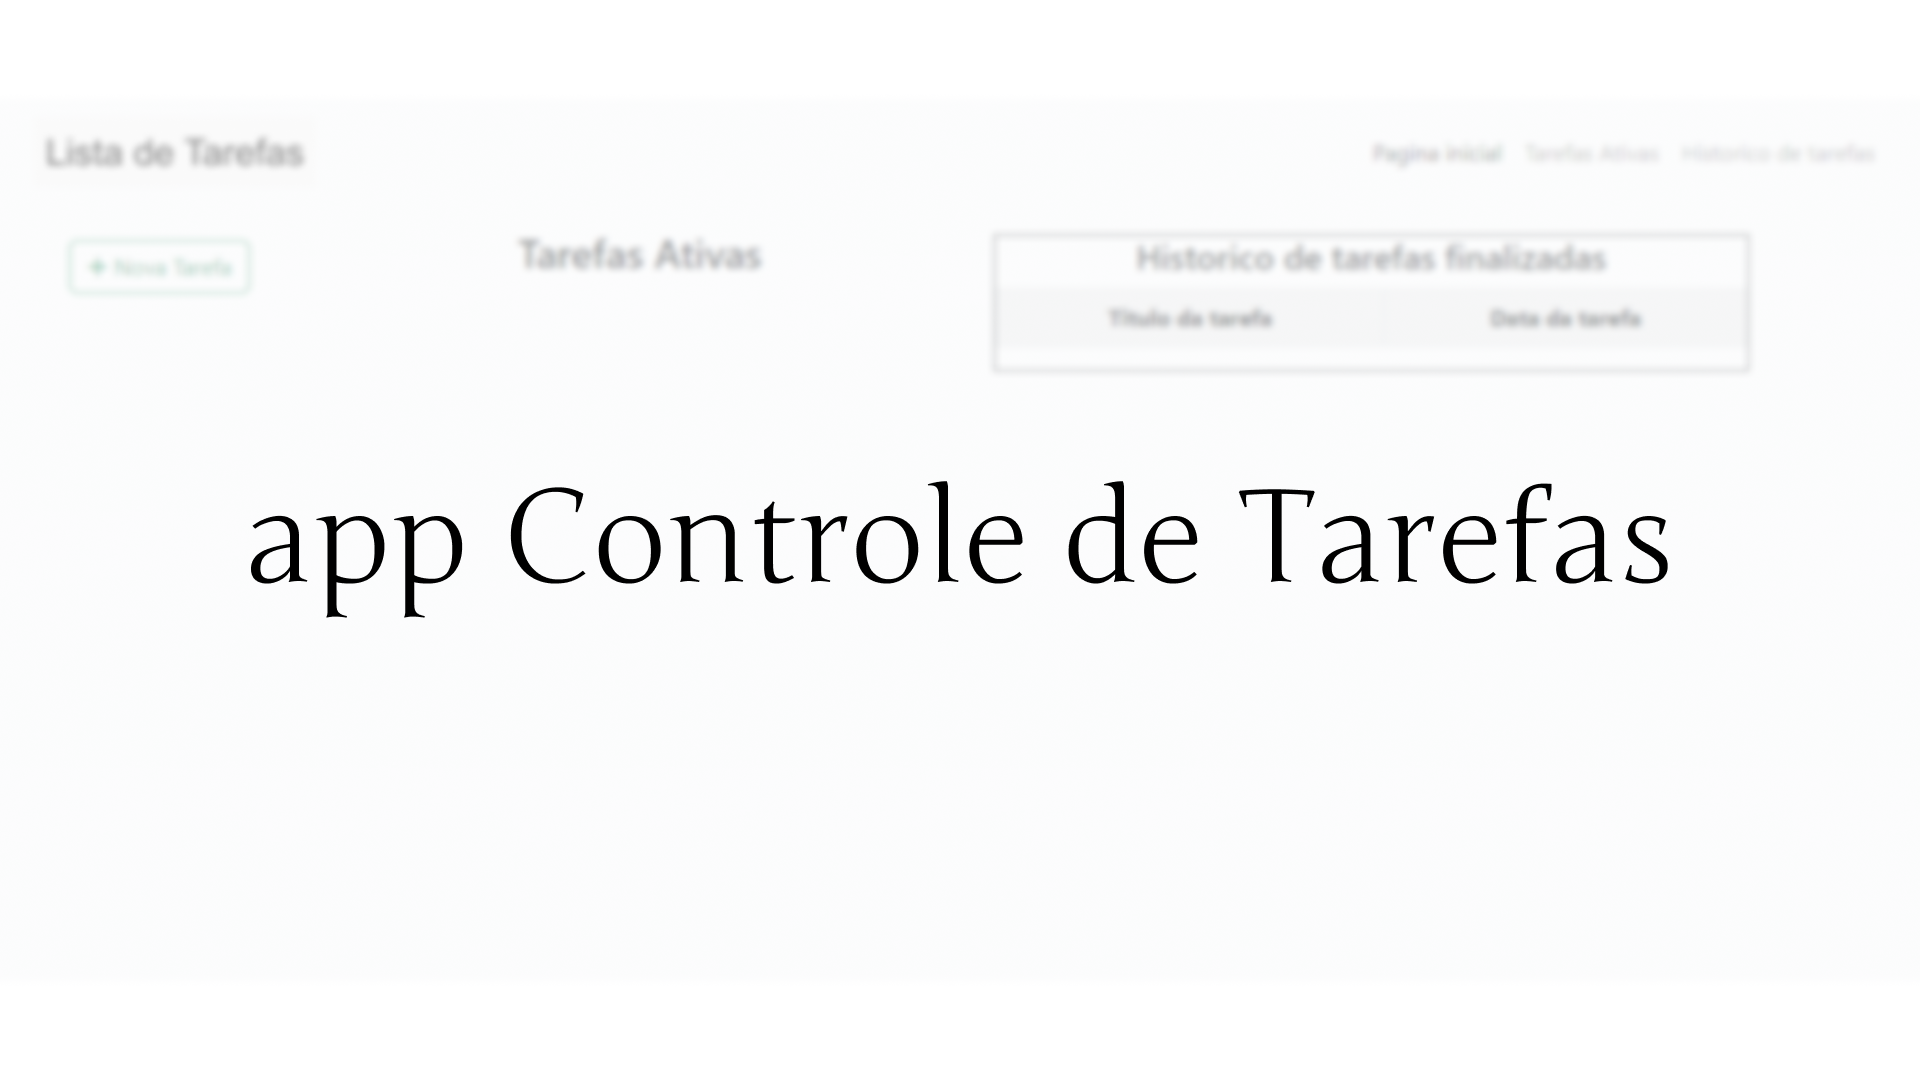 Lista de Tarefas
Pagina inicial Tarefas Ativas Historico de tarefas
+ Nova Tarefa
Tarefas Ativas
Historico de tarefas finalizadas
Título da tarefa Data da tarefa
app Controle de Tarefas